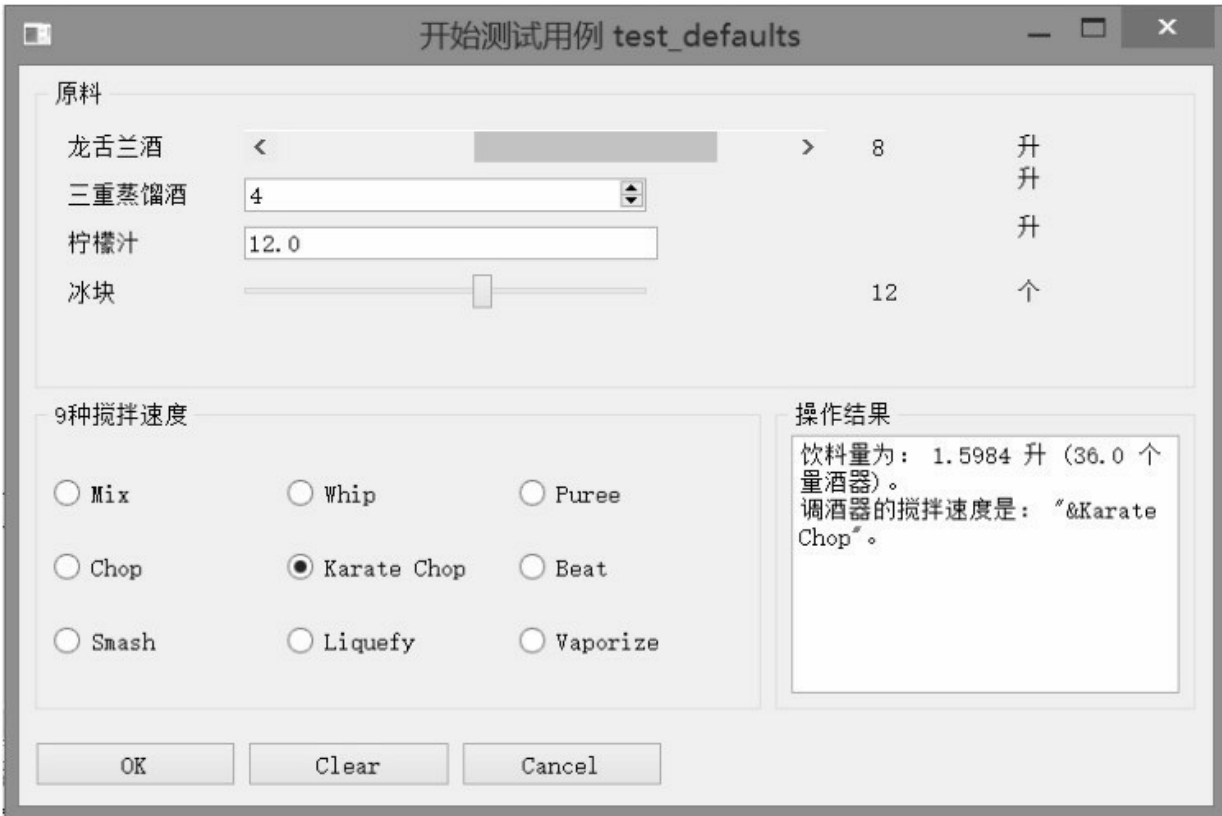 开始测试用例 test_defaults
原料
龙舌兰酒 8 升
三重蒸馏酒 4 升
柠檬汁 12.0 升
冰块 12 个
9种搅拌速度
Mix Whip Puree
Chop Karate Chop Beat
Smash Liquefy Vaporize
操作结果
饮料量为: 1.5984 升 (36.0 个
量酒器)。
调酒器的搅拌速度是: "&Karate
Chop"。
OK Clear Cancel